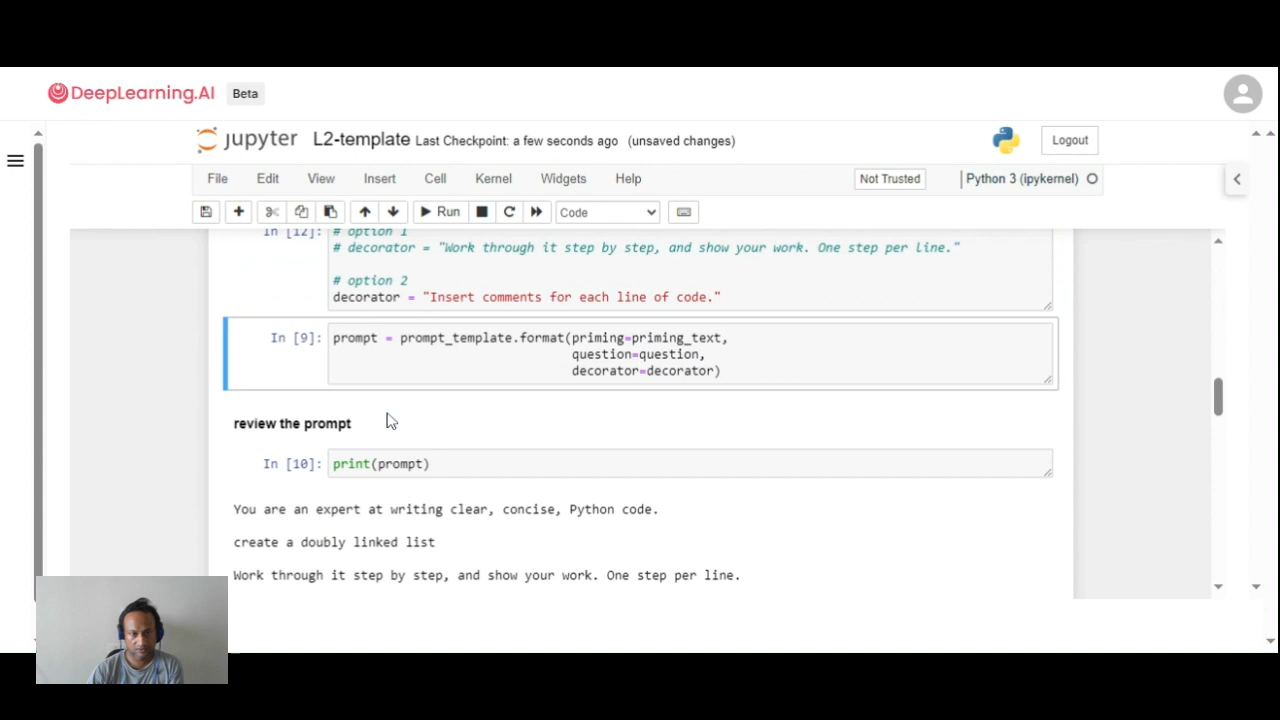 DeepLearning.AI Beta
jupyter L2-template Last Checkpoint: a few seconds ago (unsaved changes) Logout
File Edit View Insert Cell Kernel Widgets Help Not Trusted Python 3 (ipykernel)
Run Code
In [12]: # option 1
# decorator = "Work through it step by step, and show your work. One step per line."
# option 2
decorator = "Insert comments for each line of code."
In [9]: prompt = prompt_template.format(priming=priming_text,
question=question,
decorator=decorator)
review the prompt
In [10]: print(prompt)
You are an expert at writing clear, concise, Python code.
create a doubly linked list
Work through it step by step, and show your work. One step per line.